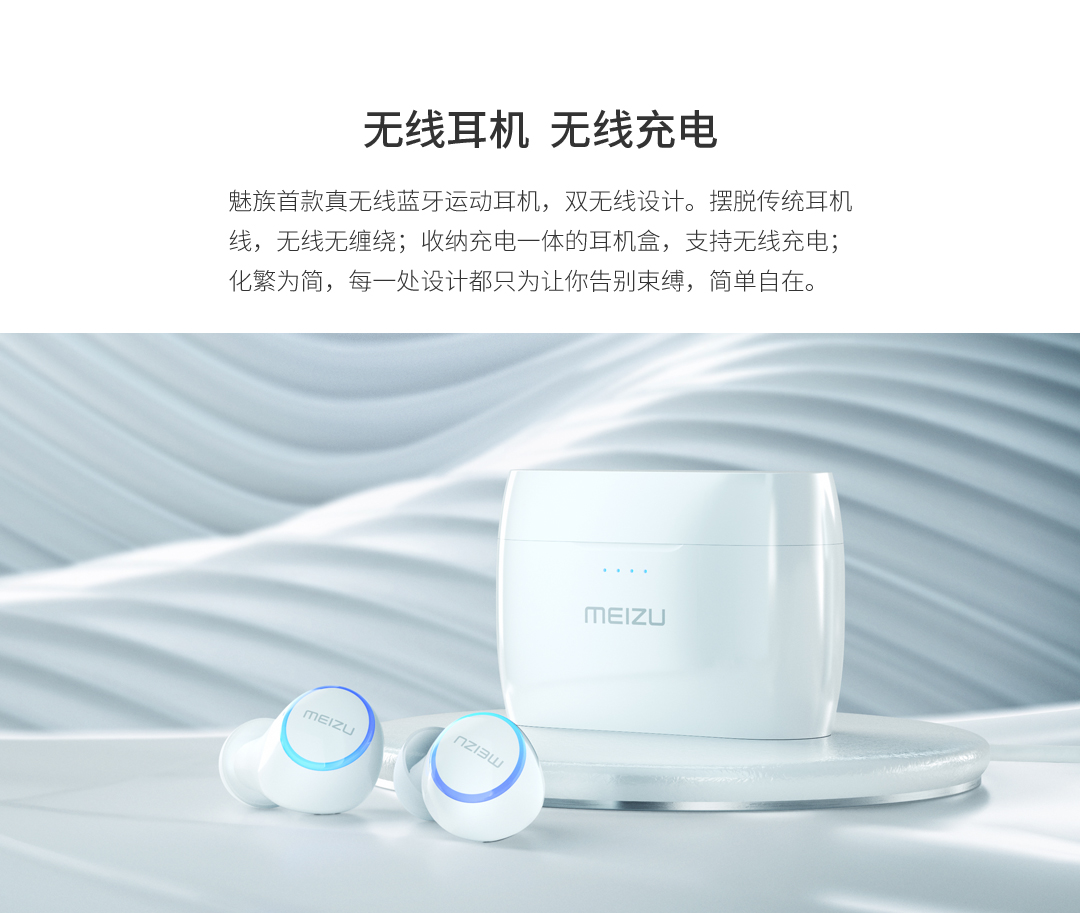 无线耳机 无线充电
魅族首款真无线蓝牙运动耳机，双无线设计。摆脱传统耳机
线，无线无缠绕；收纳充电一体的耳机盒，支持无线充电；
化繁为简，每一处设计都只为让你告别束缚，简单自在。
MEIZU
MEIZU
MEIZU